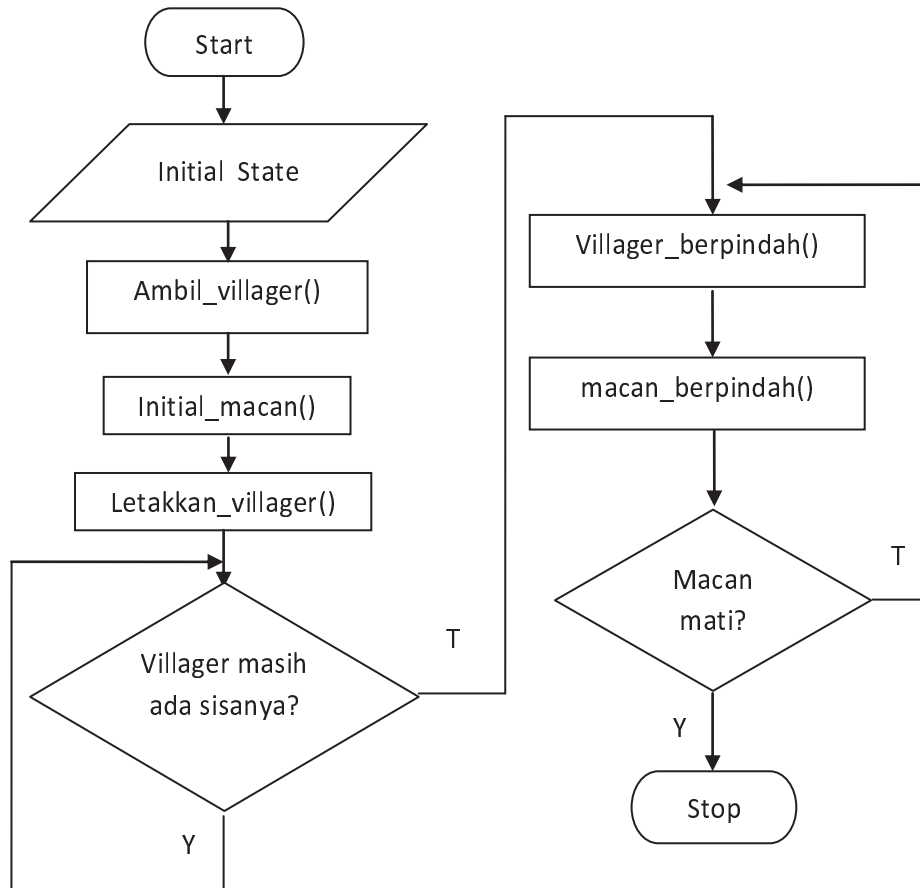 Start
Initial State
Ambil_villager()
Initial_macan()
Letakkan_villager()
Villager masih
ada sisanya?
Y
T
Villager_berpindah()
macan_berpindah()
Macan
mati?
T
Y
Stop